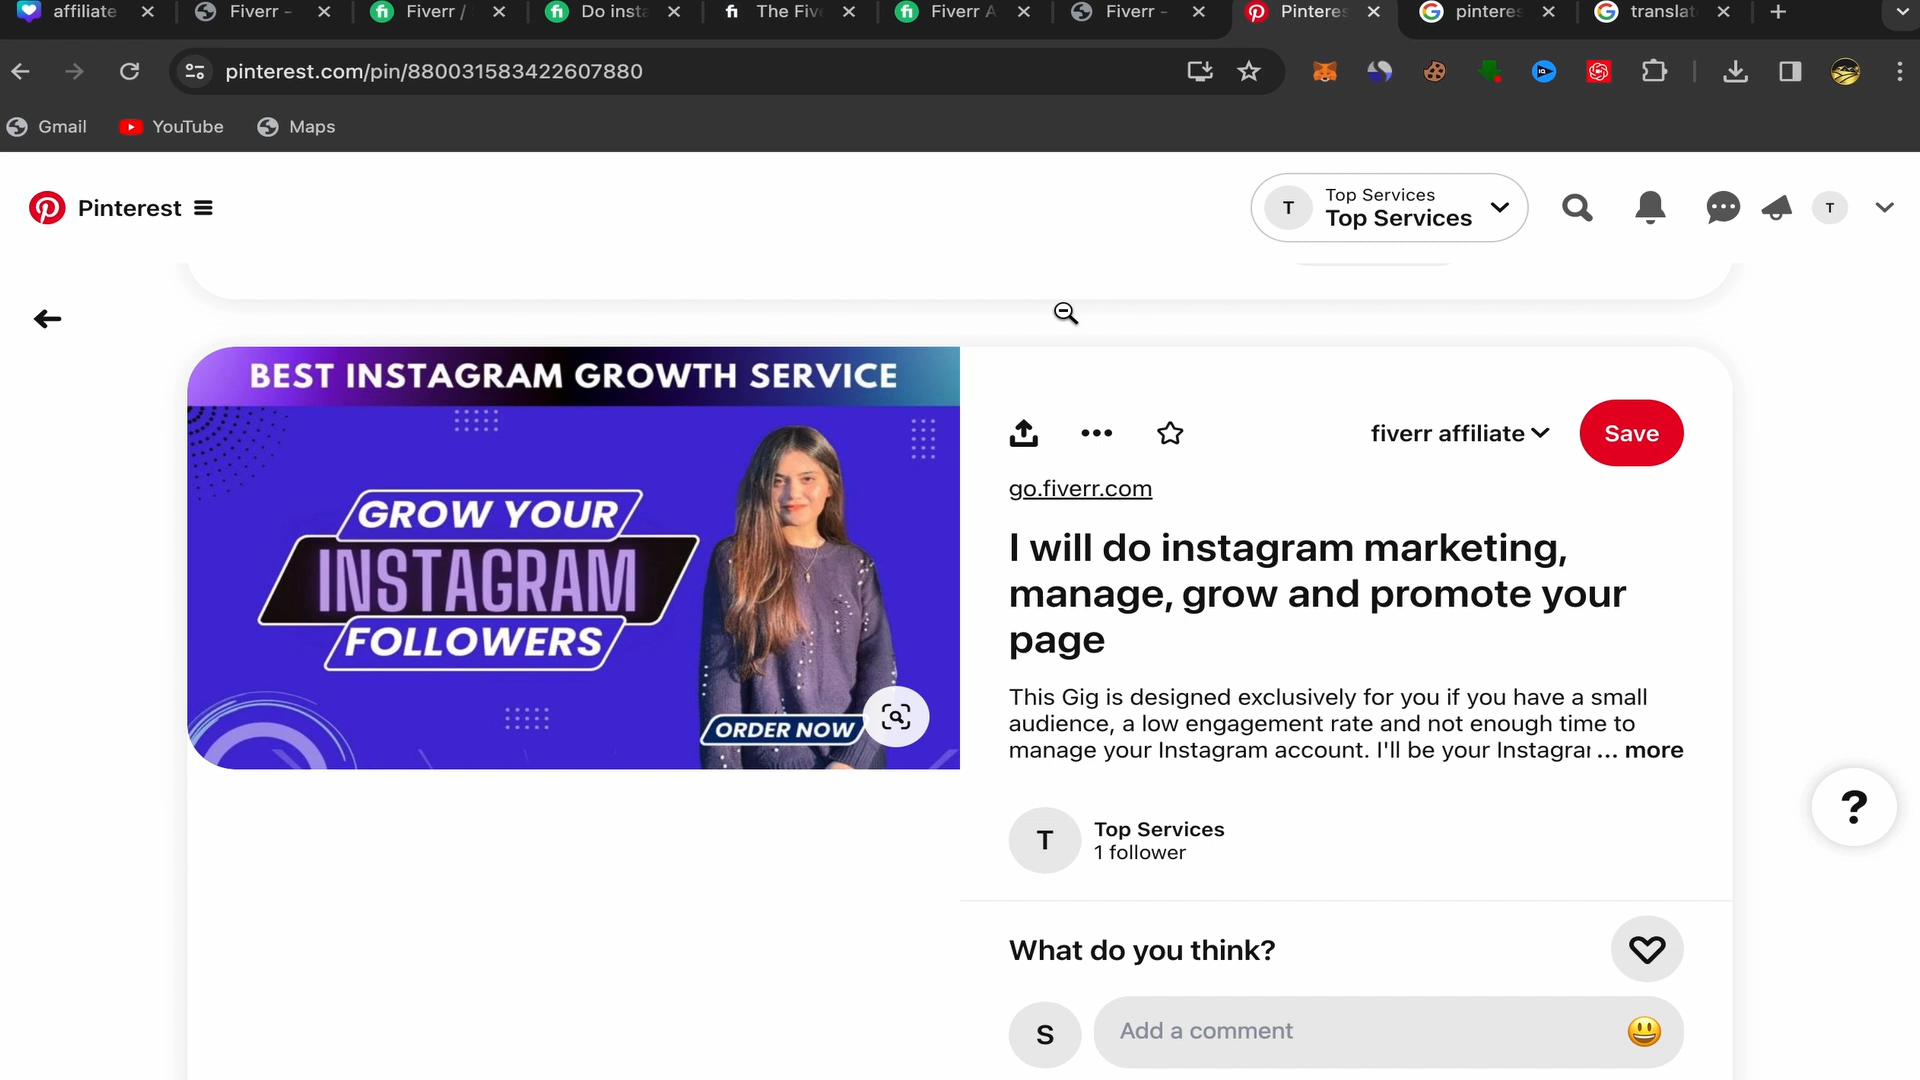 affiliate
Fiverr -
Fiverr /
Do insta
The Five
Fiverr A
Fiverr -
Pinteres
pinteres
translat
pinterest.com/pin/880031583422607880
Gmail
YouTube
Maps
Pinterest
T
Top Services
Top Services
T
BEST INSTAGRAM GROWTH SERVICE
GROW YOUR
INSTAGRAM
FOLLOWERS
ORDER NOW
fiverr affiliate
Save
go.fiverr.com
I will do instagram marketing,
manage, grow and promote your
page
This Gig is designed exclusively for you if you have a small
audience, a low engagement rate and not enough time to
manage your Instagram account. I'll be your Instagrar ... more
T
Top Services
1 follower
?
What do you think?
S
Add a comment